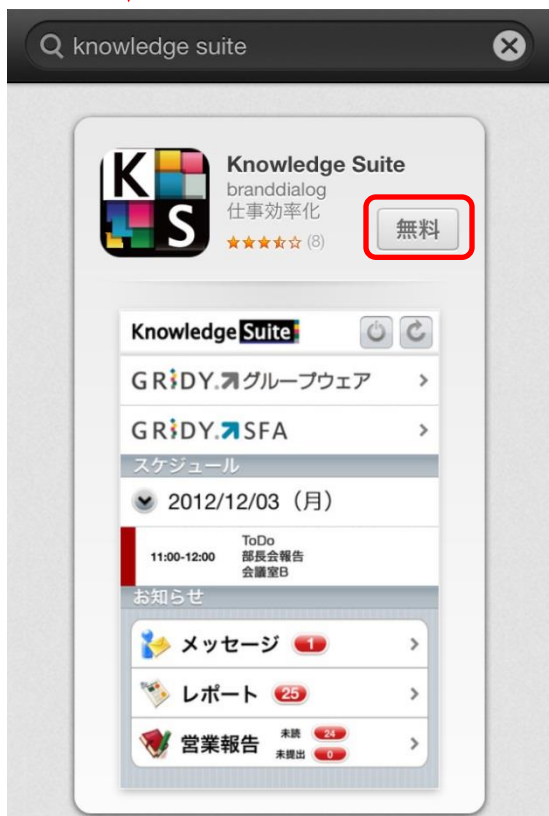 knowledge suite
K
S
Knowledge Suite
branddialog
仕事効率化
(8)
無料
Knowledge Suite
GRiDY.グループウェア
GRiDY.SFA
スケジュール
2012/12/03（月）
11:00-12:00
ToDo
部長会報告
会議室B
お知らせ
メッセージ 1
レポート 25
営業報告
未読 24
未提出 0